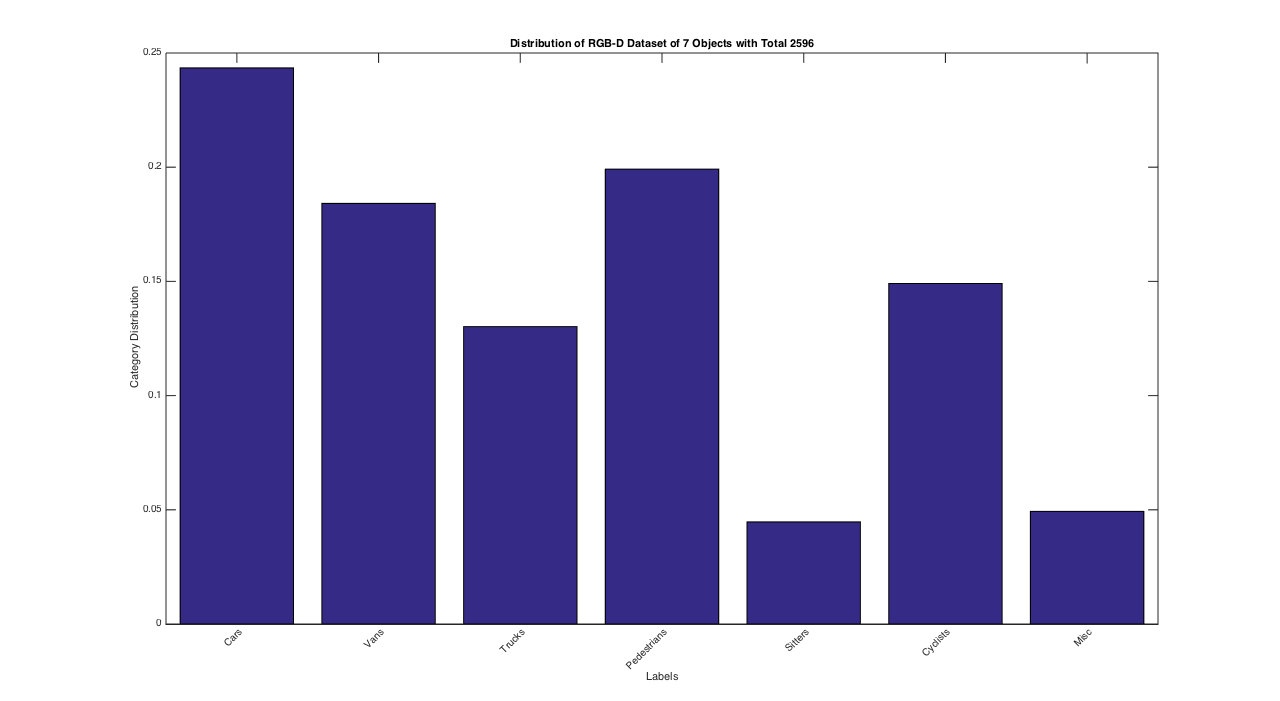 Distribution of RGB-D Dataset of 7 Objects with Total 2596
0.25
0.2
0.15
0.1
0.05
0
Category Distribution
Cars
Vans
Trucks
Pedestrians
Sitters
Cyclists
Misc
Labels